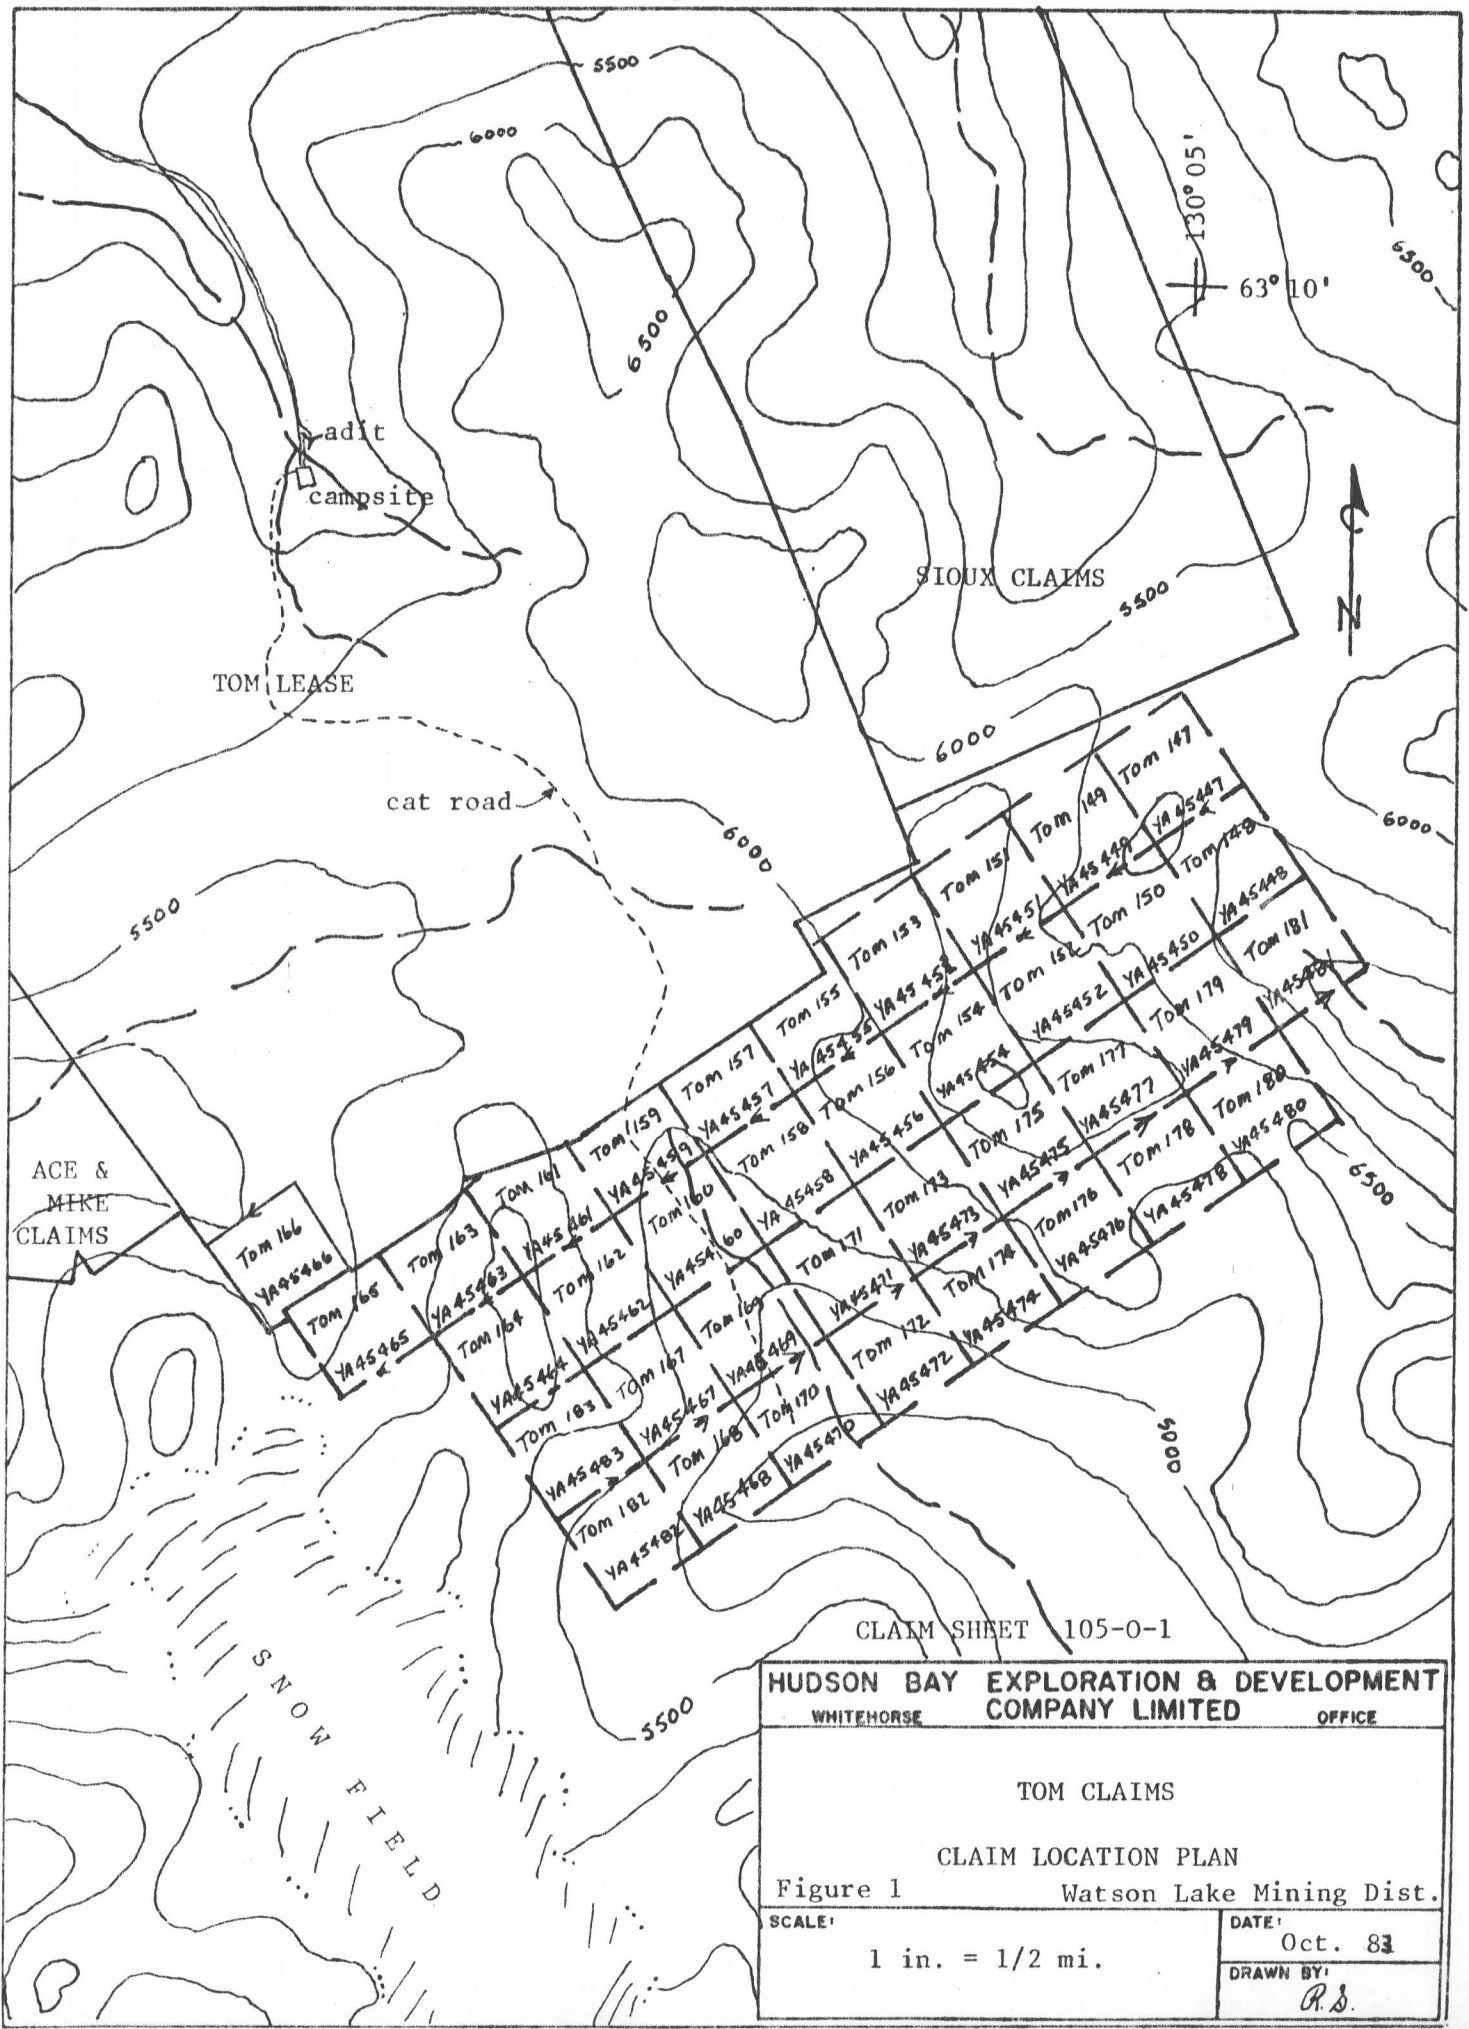 5500
6000
130° 05'
6500
63° 10'
6500
adit
campsite
SIOUX CLAIMS
5500
N
TOM LEASE
6000
cat road
6000
6000
5500
Tom 147
YA45447
Tom 149
YA45449
Tom 148
YA45448
Tom 151
YA45451
Tom 150
YA45450
Tom 181
YA45481
Tom 153
YA45453
Tom 152
YA45452
Tom 179
YA45479
Tom 180
YA45480
Tom 155
YA45455
Tom 154
YA45454
Tom 177
YA45477
Tom 178
YA45478
Tom 157
YA45457
Tom 156
YA45456
Tom 175
YA45475
Tom 176
YA45476
Tom 159
YA45459
Tom 158
YA45458
Tom 173
YA45473
Tom 174
YA45474
Tom 161
YA45461
Tom 160
YA45460
Tom 171
YA45471
Tom 172
YA45472
Tom 163
YA45463
Tom 162
YA45462
Tom 169
YA45469
Tom 170
YA45470
Tom 165
YA45465
Tom 164
YA45464
Tom 167
YA45467
Tom 168
YA45468
Tom 166
YA45466
Tom 183
YA45483
Tom 182
YA45482
ACE &
MIKE
CLAIMS
6500
5000
5500
SNOW FIELD
CLAIM SHEET 105-O-1
HUDSON BAY EXPLORATION & DEVELOPMENT
WHITEHORSE COMPANY LIMITED OFFICE
TOM CLAIMS
CLAIM LOCATION PLAN
Figure 1 Watson Lake Mining Dist.
SCALE:
1 in. = 1/2 mi.
DATE:
Oct. 83
DRAWN BY:
R.S.